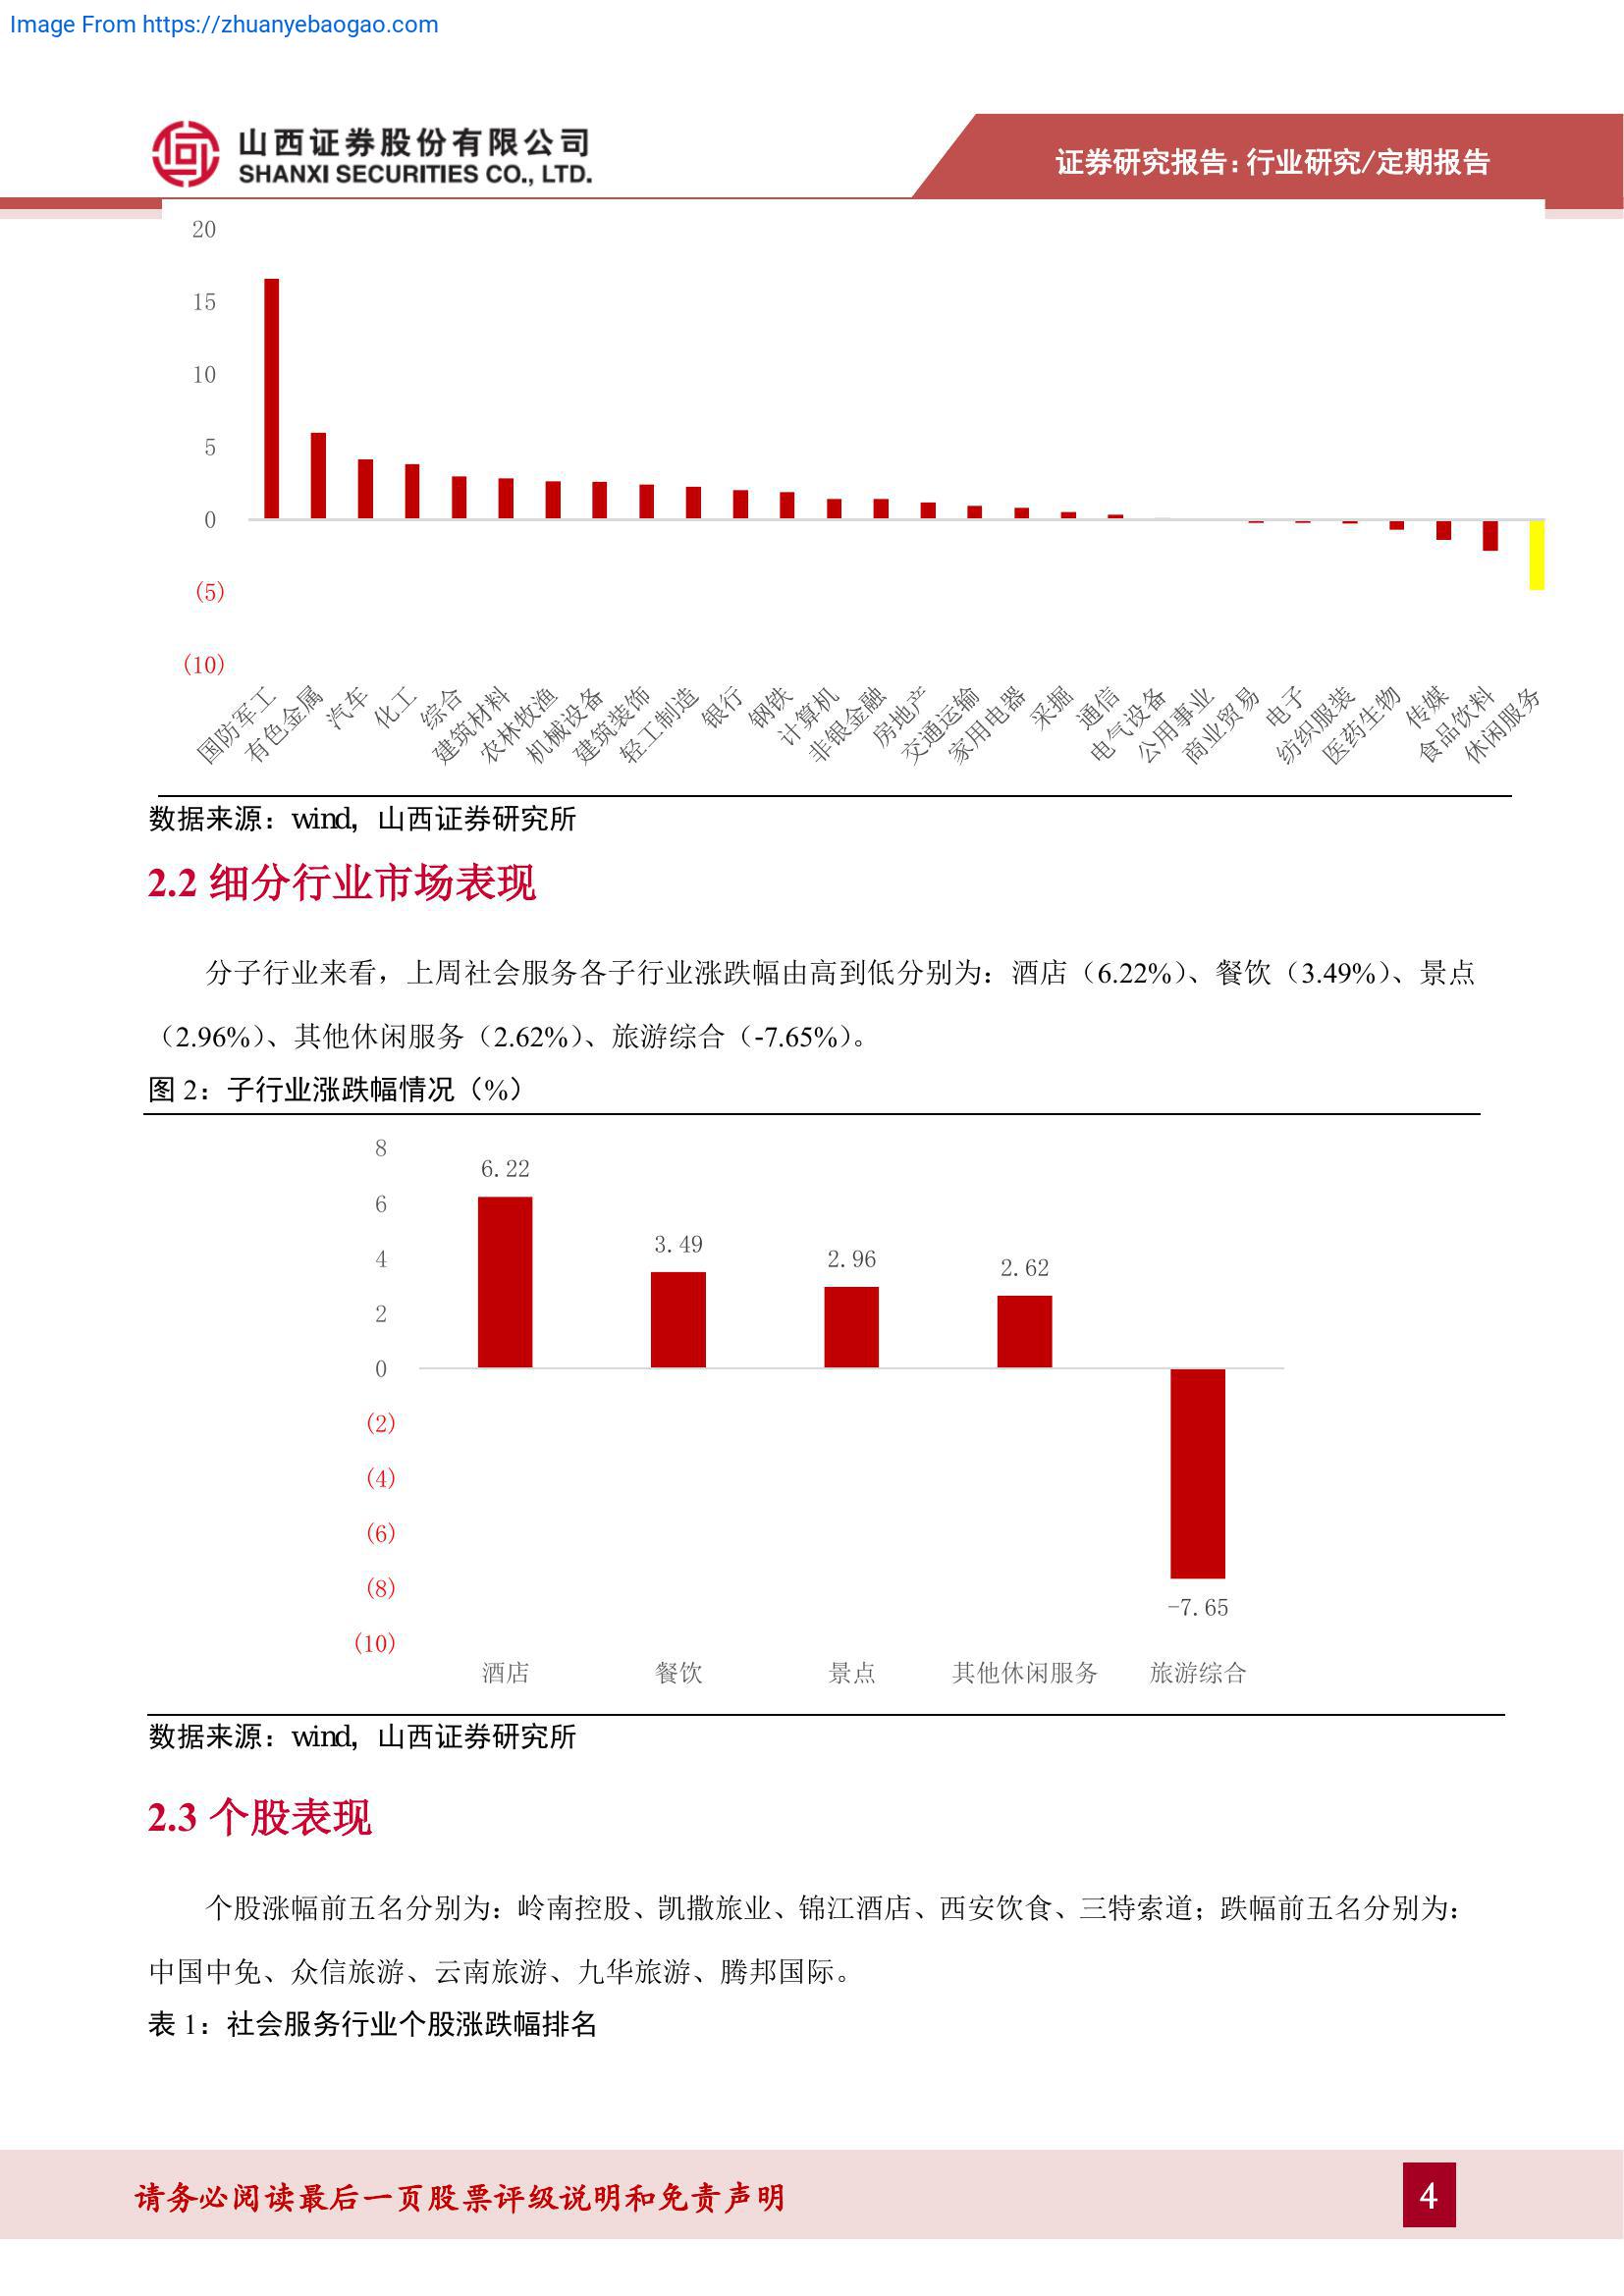 Image From https://zhuanyebaogao.com
山西证券股份有限公司
SHANXI SECURITIES CO., LTD.
证券研究报告：行业研究/定期报告
20
15
10
5
0
(5)
(10)
国防军工
有色金属
汽车
化工
综合
建筑材料
农林牧渔
机械设备
建筑装饰
轻工制造
银行
钢铁
计算机
非银金融
房地产
交通运输
家用电器
采掘
通信
电气设备
公用事业
商业贸易
电子
纺织服装
医药生物
传媒
食品饮料
休闲服务
数据来源：wind，山西证券研究所
2.2 细分行业市场表现
分子行业来看，上周社会服务各子行业涨跌幅由高到低分别为：酒店（6.22%）、餐饮（3.49%）、景点
（2.96%）、其他休闲服务（2.62%）、旅游综合（-7.65%）。
图 2：子行业涨跌幅情况（%）
8
6
4
2
0
(2)
(4)
(6)
(8)
(10)
6.22
3.49
2.96
2.62
-7.65
酒店
餐饮
景点
其他休闲服务
旅游综合
数据来源：wind，山西证券研究所
2.3 个股表现
个股涨幅前五名分别为：岭南控股、凯撒旅业、锦江酒店、西安饮食、三特索道；跌幅前五名分别为：
中国中免、众信旅游、云南旅游、九华旅游、腾邦国际。
表 1：社会服务行业个股涨跌幅排名
请务必阅读最后一页股票评级说明和免责声明
4